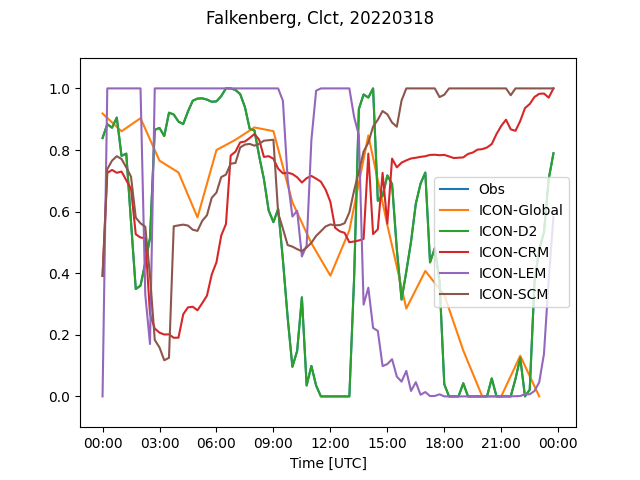 Falkenberg, Clct, 20220318
1.0
0.8
0.6
0.4
0.2
0.0
Obs
ICON-Global
ICON-D2
ICON-CRM
ICON-LEM
ICON-SCM
00:00 03:00 06:00 09:00 12:00 15:00 18:00 21:00 00:00
Time [UTC]